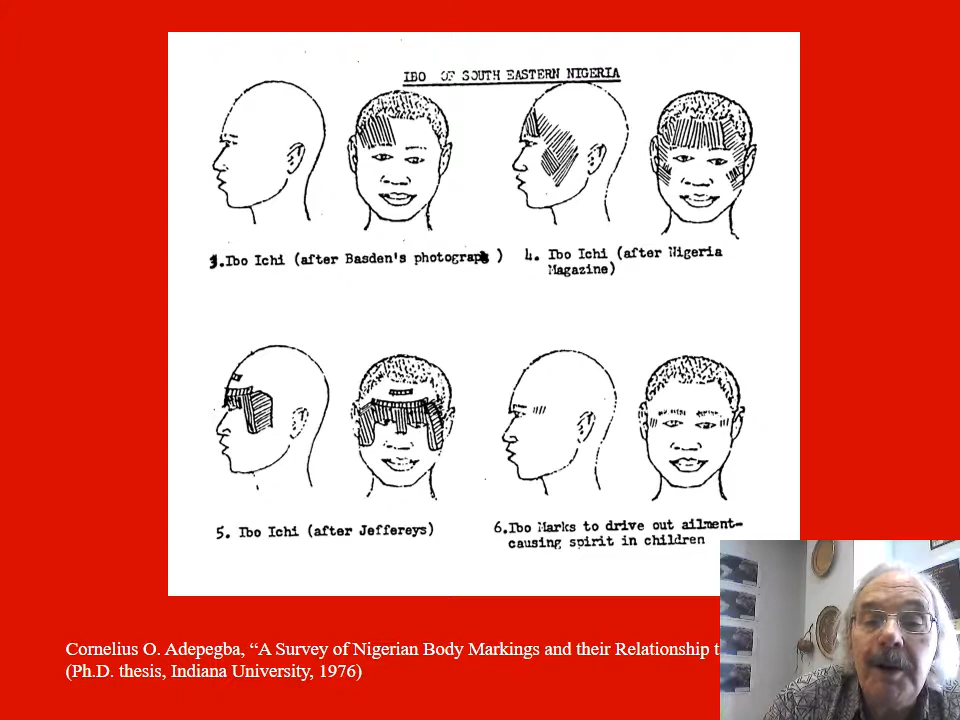 IBO OF SOUTH EASTERN NIGERIA
3.Ibo Ichi (after Basden's photograph )
4. Ibo Ichi (after Nigeria
Magazine)
5. Ibo Ichi (after Jeffereys)
6.Ibo Marks to drive out ailment-
causing spirit in children
Cornelius O. Adepegba, “A Survey of Nigerian Body Markings and their Relationship
(Ph.D. thesis, Indiana University, 1976)